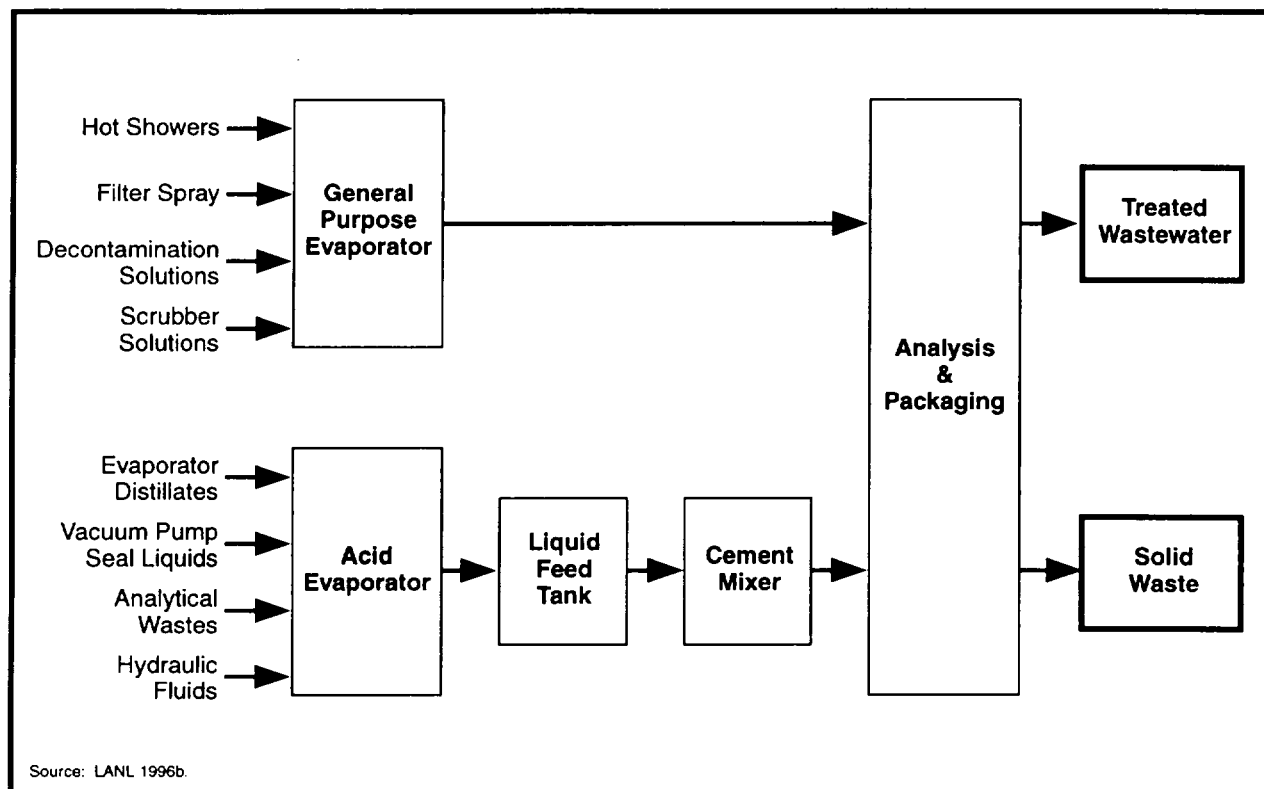 Hot Showers
Filter Spray
Decontamination
Solutions
Scrubber
Solutions
General
Purpose
Evaporator
Evaporator
Distillates
Vacuum Pump
Seal Liquids
Analytical
Wastes
Hydraulic
Fluids
Acid
Evaporator
Liquid
Feed
Tank
Cement
Mixer
Analysis
&
Packaging
Treated
Wastewater
Solid
Waste
Source: LANL 1996b.